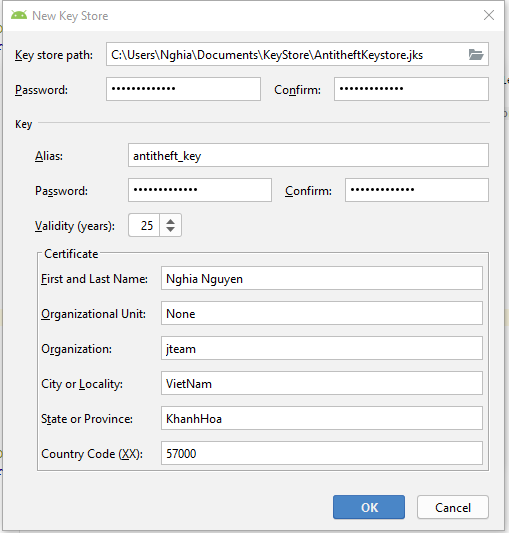 New Key Store
Key store path: C:\Users\Nghia\Documents\KeyStore\AntitheftKeystore.jks
Password: ••••••••••••• Confirm: •••••••••••••
Key
Alias: antitheft_key
Password: ••••••••••••• Confirm: •••••••••••••
Validity (years): 25
Certificate
First and Last Name: Nghia Nguyen
Organizational Unit: None
Organization: jteam
City or Locality: VietNam
State or Province: KhanhHoa
Country Code (XX): 57000
OK Cancel